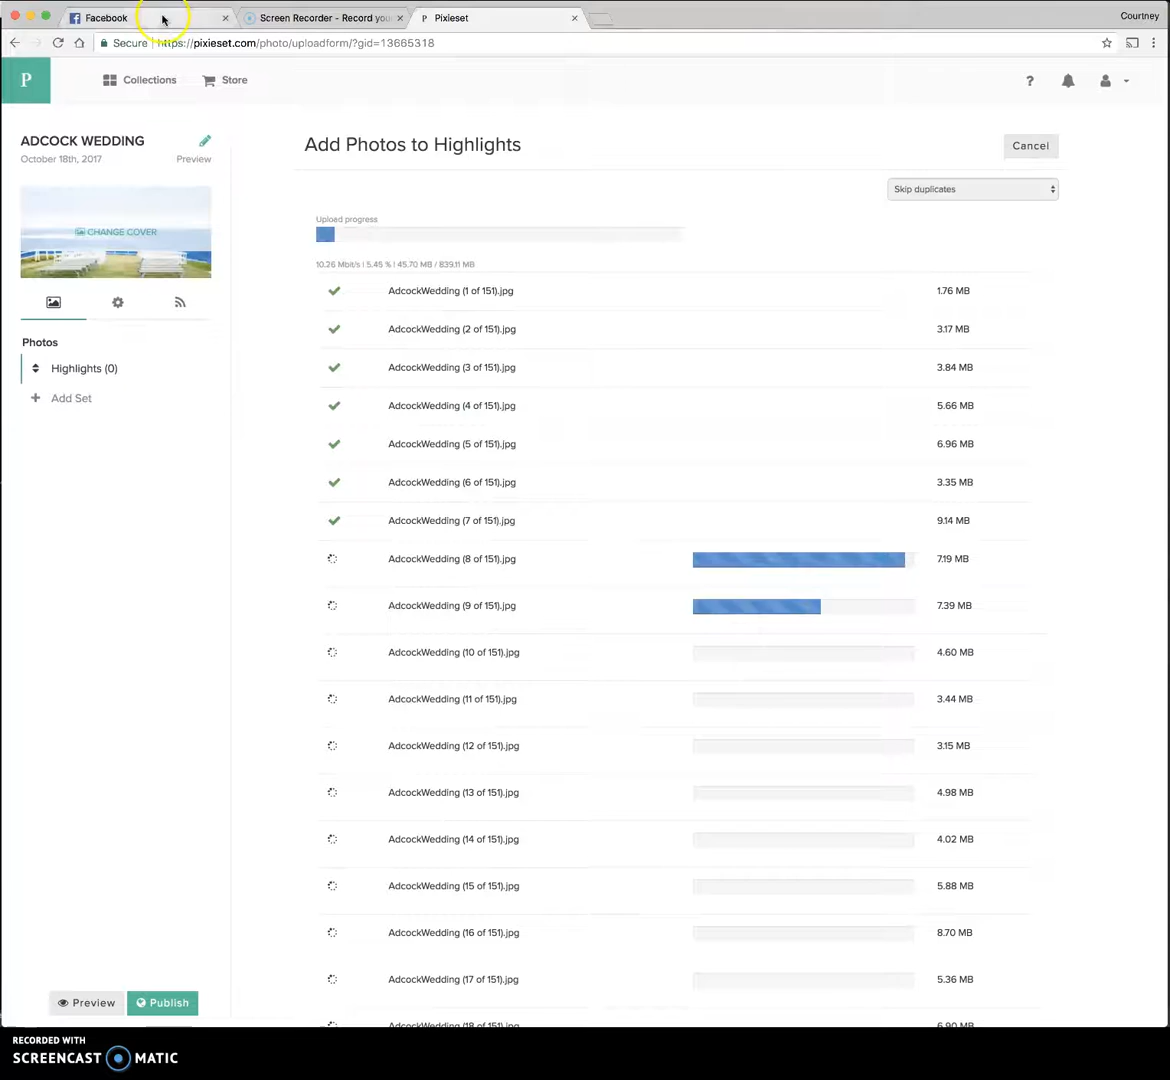 Facebook
Screen Recorder - Record you
P Pixieset
Courtney
Secure https://pixieset.com/photo/uploadform/?gid=13665318
P
Collections
Store
?
ADCOCK WEDDING
October 18th, 2017
Preview
CHANGE COVER
Photos
Highlights (0)
Add Set
Preview
Publish
Add Photos to Highlights
Cancel
Skip duplicates
Upload progress
10.26 Mbit/s | 5.45 % | 45.70 MB / 839.11 MB
AdcockWedding (1 of 151).jpg 1.76 MB
AdcockWedding (2 of 151).jpg 3.17 MB
AdcockWedding (3 of 151).jpg 3.84 MB
AdcockWedding (4 of 151).jpg 5.66 MB
AdcockWedding (5 of 151).jpg 6.96 MB
AdcockWedding (6 of 151).jpg 3.35 MB
AdcockWedding (7 of 151).jpg 9.14 MB
AdcockWedding (8 of 151).jpg 7.19 MB
AdcockWedding (9 of 151).jpg 7.39 MB
AdcockWedding (10 of 151).jpg 4.60 MB
AdcockWedding (11 of 151).jpg 3.44 MB
AdcockWedding (12 of 151).jpg 3.15 MB
AdcockWedding (13 of 151).jpg 4.98 MB
AdcockWedding (14 of 151).jpg 4.02 MB
AdcockWedding (15 of 151).jpg 5.88 MB
AdcockWedding (16 of 151).jpg 8.70 MB
AdcockWedding (17 of 151).jpg 5.36 MB
AdcockWedding (18 of 151).jpg 6.90 MB
RECORDED WITH
SCREENCAST MATIC